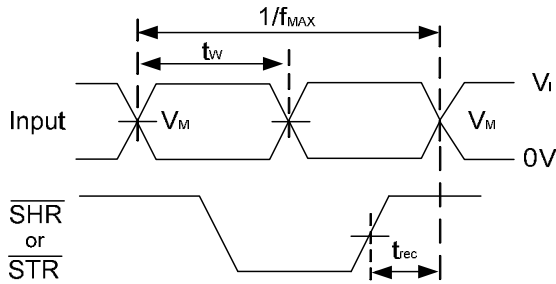 1/fMAX
tW
VI
Input
VM
VM
0V
SHR
or
STR
trec